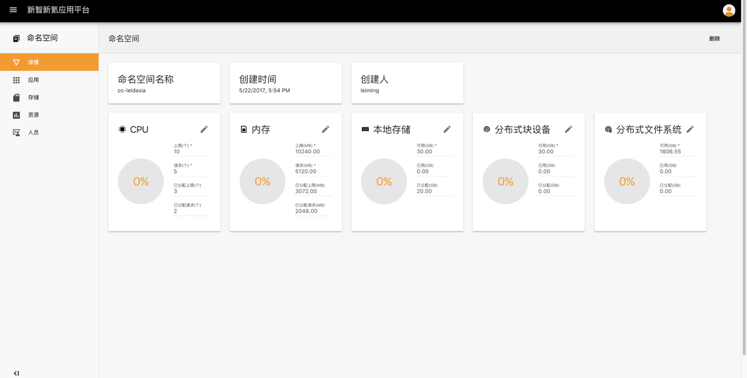 新智新氦应用平台
命名空间
命名空间
删除
详情
应用
存储
资源
人员
命名空间名称
cc-leidaxia
创建时间
5/22/2017, 5:54 PM
创建人
leiming
CPU
0%
上限(个) *
10
请求(个) *
5
已分配上限(个)
3
已分配请求(个)
2
内存
0%
上限(MB) *
10240.00
请求(MB) *
5120.00
已分配上限(MB)
3072.00
已分配请求(MB)
2048.00
本地存储
0%
可用(GB) *
30.00
已用(GB)
0.00
已分配(GB)
20.00
分布式块设备
0%
可用(GB) *
30.00
已用(GB)
0.00
已分配(GB)
0.00
分布式文件系统
0%
可用(GB) *
1606.55
已用(GB)
0.00
已分配(GB)
0.00